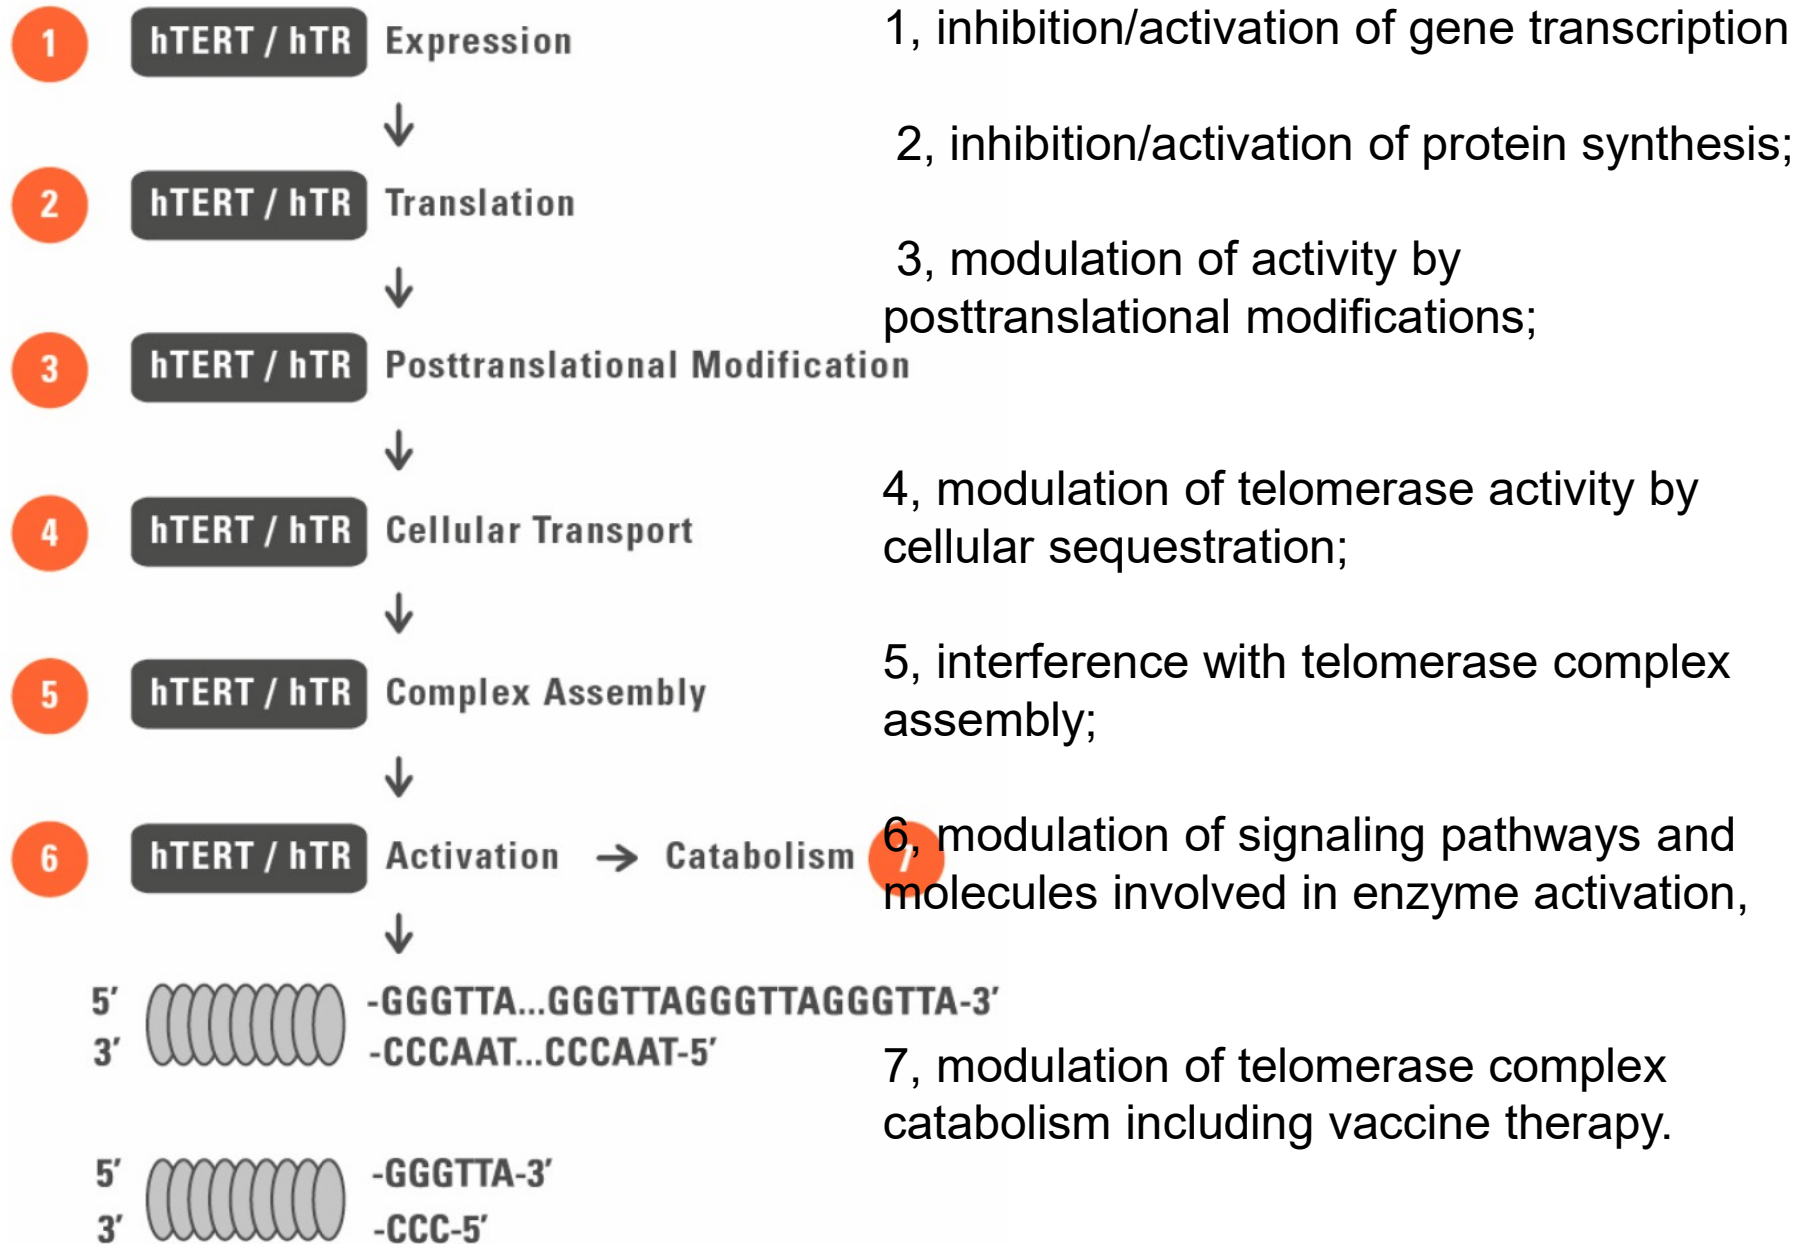 1 hTERT / hTR Expression
2 hTERT / hTR Translation
3 hTERT / hTR Posttranslational Modification
4 hTERT / hTR Cellular Transport
5 hTERT / hTR Complex Assembly
6 hTERT / hTR Activation → Catabolism 7
5′ -GGGTTA...GGGTTAGGGTTAGGGTTA-3′
3′ -CCCAAT...CCCAAT-5′
5′ -GGGTTA-3′
3′ -CCC-5′
1, inhibition/activation of gene transcription
2, inhibition/activation of protein synthesis;
3, modulation of activity by
posttranslational modifications;
4, modulation of telomerase activity by
cellular sequestration;
5, interference with telomerase complex
assembly;
6, modulation of signaling pathways and
molecules involved in enzyme activation,
7, modulation of telomerase complex
catabolism including vaccine therapy.